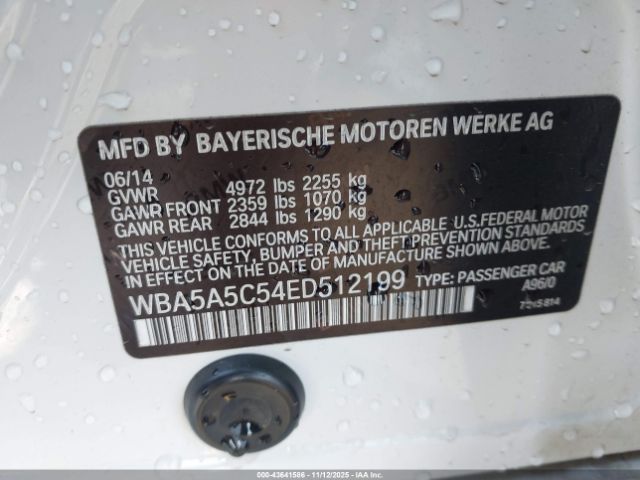 MFD BY BAYERISCHE MOTOREN WERKE AG
06/14
GVWR 4972 lbs 2255 kg
GAWR FRONT 2359 lbs 1070 kg
GAWR REAR 2844 lbs 1290 kg
THIS VEHICLE CONFORMS TO ALL APPLICABLE U.S.FEDERAL MOTOR
VEHICLE SAFETY, BUMPER AND THEFT PREVENTION STANDARDS
IN EFFECT ON THE DATE OF MANUFACTURE SHOWN ABOVE.
WBA5A5C54ED512199 TYPE: PASSENGER CAR
A96/0
000-43641586 - 11/12/2025 - IAAI.COM